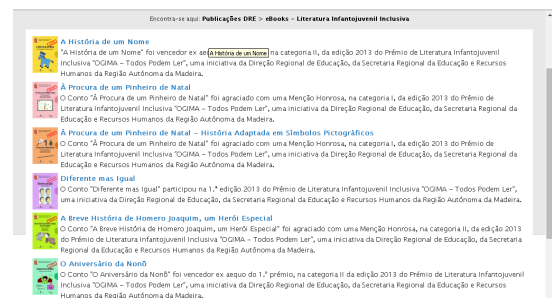 Encontra-se aqui: Publicações DRE > eBooks – Literatura Infantojuvenil Inclusiva
A História de um Nome
"A História de um Nome" foi vencedor ex ae A História de um Nome na categoria II, da edição 2013 do Prémio de Literatura Infantojuvenil
Inclusiva "OGIMA – Todos Podem Ler", uma iniciativa da Direção Regional de Educação, da Secretaria Regional da Educação e Recursos
Humanos da Região Autónoma da Madeira.
À Procura de um Pinheiro de Natal
O Conto "À Procura de um Pinheiro de Natal" foi agraciado com uma Menção Honrosa, na categoria I, da edição 2013 do Prémio de
Literatura Infantojuvenil Inclusiva "OGIMA – Todos Podem Ler", uma iniciativa da Direção Regional de Educação, da Secretaria Regional da
Educação e Recursos Humanos da Região Autónoma da Madeira.
À Procura de um Pinheiro de Natal – História Adaptada em Símbolos Pictográficos
O Conto "À Procura de um Pinheiro de Natal" foi agraciado com uma Menção Honrosa, na categoria I, da edição 2013 do Prémio de
Literatura Infantojuvenil Inclusiva "OGIMA – Todos Podem Ler", uma iniciativa da Direção Regional de Educação, da Secretaria Regional da
Educação e Recursos Humanos da Região Autónoma da Madeira.
Diferente mas Igual
O Conto "Diferente mas Igual" participou na 1.ª edição 2013 do Prémio de Literatura Infantojuvenil Inclusiva "OGIMA – Todos Podem Ler",
uma iniciativa da Direção Regional de Educação, da Secretaria Regional da Educação e Recursos Humanos da Região Autónoma da Madeira.
A Breve História de Homero Joaquim, um Herói Especial
O Conto "A Breve História de Homero Joaquim, um Herói Especial" foi agraciado com uma Menção Honrosa, na categoria II, da edição 2013
do Prémio de Literatura Infantojuvenil Inclusiva "OGIMA – Todos Podem Ler", uma iniciativa da Direção Regional de Educação, da Secretaria
Regional da Educação e Recursos Humanos da Região Autónoma da Madeira.
O Aniversário da Nonô
O Conto "O Aniversário da Nonô" foi vencedor ex aequo do 1.º prémio, na categoria II da edição 2013 do Prémio de Literatura Infantojuvenil
Inclusiva "OGIMA – Todos Podem Ler", uma iniciativa da Direção Regional de Educação, da Secretaria Regional da Educação e Recursos
Humanos da Região Autónoma da Madeira.